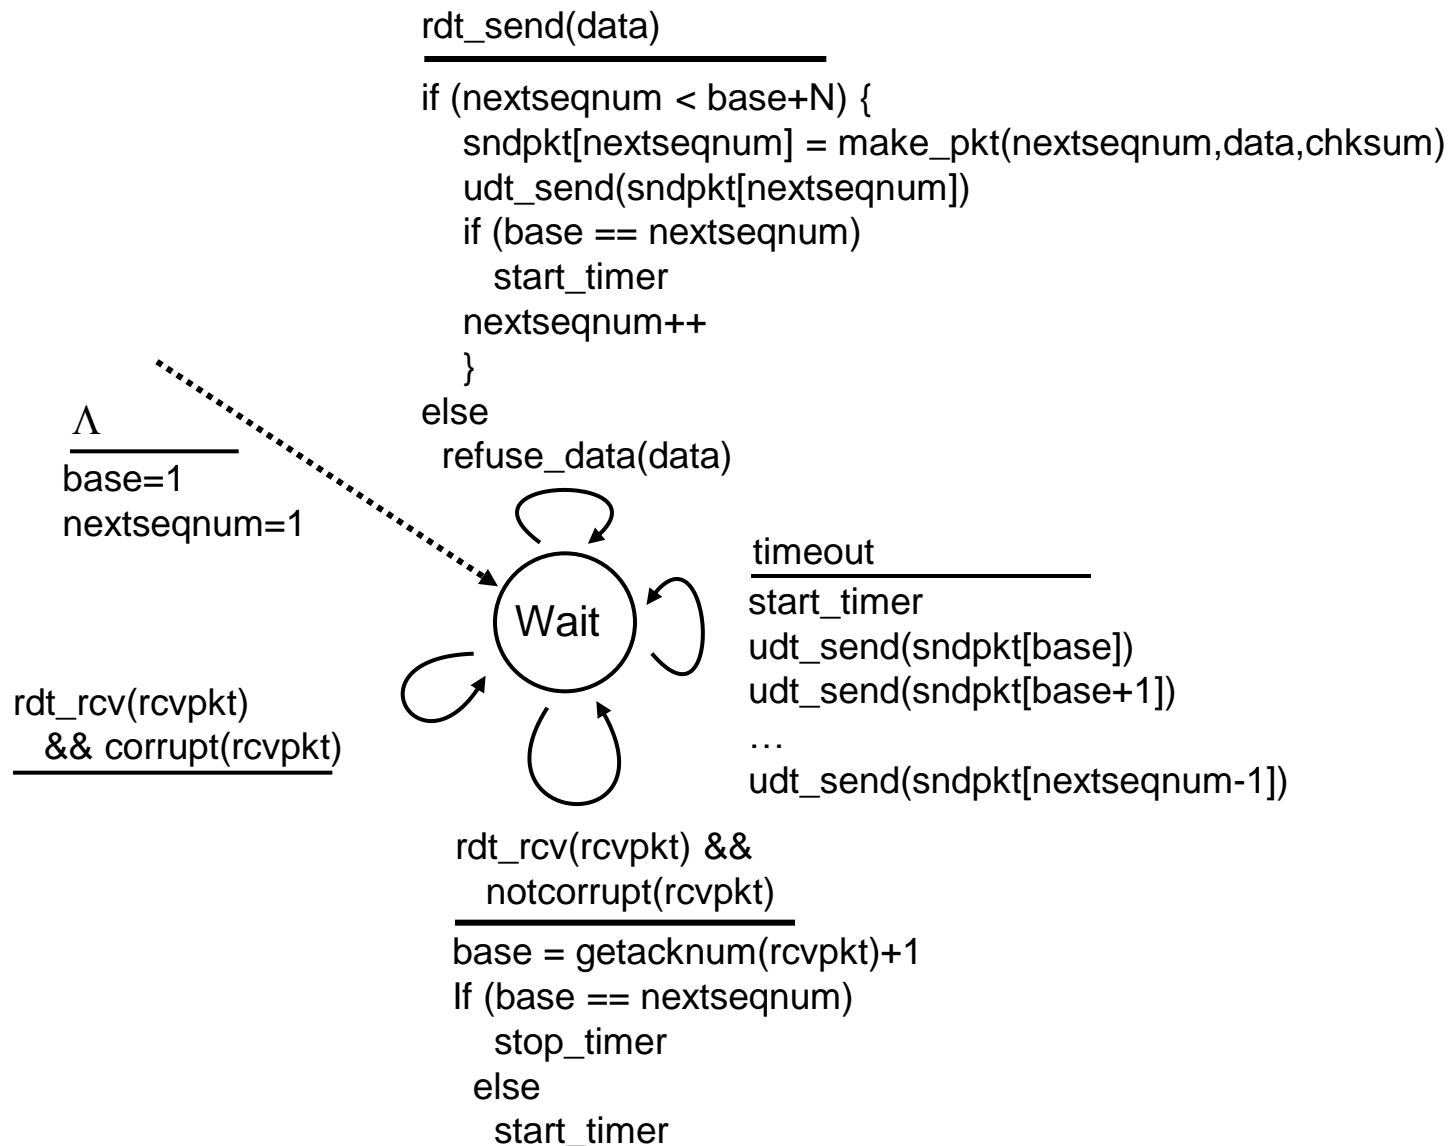 rdt_send(data)
if (nextseqnum < base+N) {
sndpkt[nextseqnum] = make_pkt(nextseqnum,data,chksum)
udt_send(sndpkt[nextseqnum])
if (base == nextseqnum)
start_timer
nextseqnum++
}
else
refuse_data(data)
Λ
base=1
nextseqnum=1
Wait
timeout
start_timer
udt_send(sndpkt[base])
udt_send(sndpkt[base+1])
…
udt_send(sndpkt[nextseqnum-1])
rdt_rcv(rcvpkt)
&& corrupt(rcvpkt)
rdt_rcv(rcvpkt) &&
notcorrupt(rcvpkt)
base = getacknum(rcvpkt)+1
If (base == nextseqnum)
stop_timer
else
start_timer